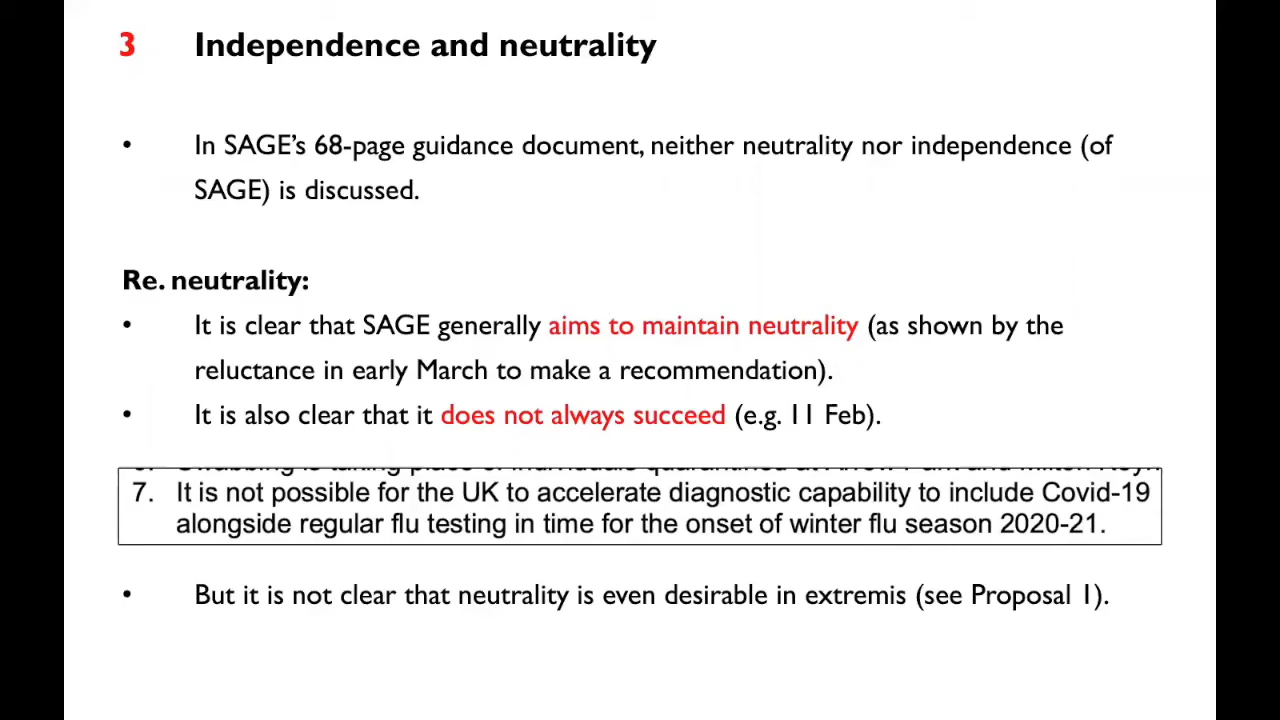 3 Independence and neutrality
• In SAGE’s 68-page guidance document, neither neutrality nor independence (of
SAGE) is discussed.
Re. neutrality:
• It is clear that SAGE generally aims to maintain neutrality (as shown by the
reluctance in early March to make a recommendation).
• It is also clear that it does not always succeed (e.g. 11 Feb).
7. It is not possible for the UK to accelerate diagnostic capability to include Covid-19
alongside regular flu testing in time for the onset of winter flu season 2020-21.
• But it is not clear that neutrality is even desirable in extremis (see Proposal 1).